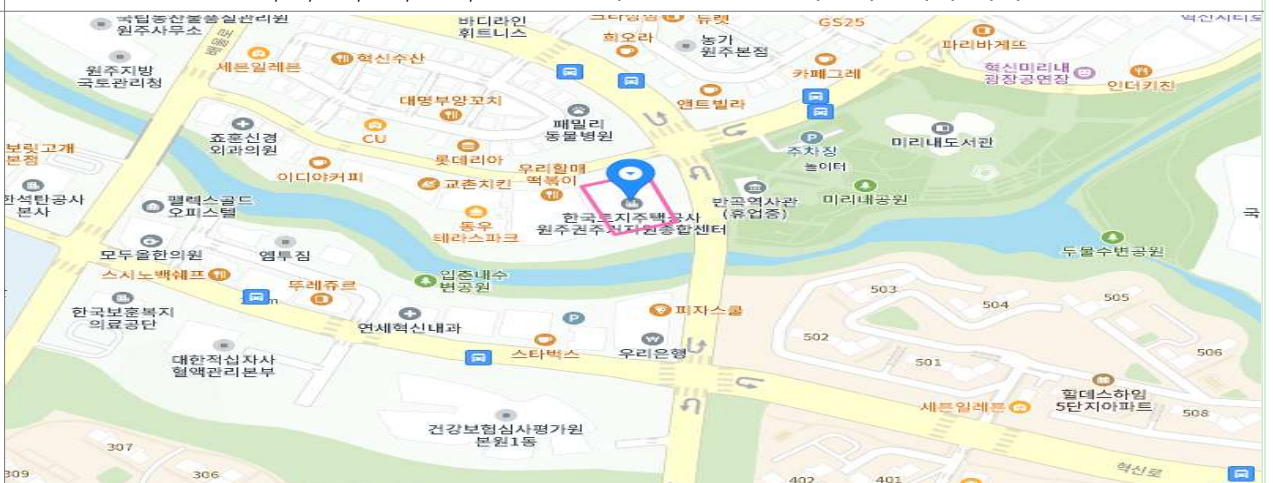 국립농산물품질관리원
원주사무소
바디라인
휘트니스
뮤렛
GS25
파리바게뜨
희오라
농가
원주본점
혁신수산
세븐일레븐
원주지방
국토관리청
카페그레
혁신미리내
광장공연장
인더키친
대명부양꼬치
앤트빌라
패밀리
동물병원
CU
쿄훈신경
외과의원
주차장
놀이터
미리내도서관
보릿고개
본점
롯데리아
이디야커피
우리할매
떡볶이
교촌치킨
한석탄공사
본사
팰렉스골드
오피스텔
반곡역사관
(휴업중)
미리내공원
한국토지주택공사
원주권주거지원종합센터
동우
테라스파크
국
두물수변공원
모두올한의원
엠투짐
스시노백쉐프
뚜레쥬르
입춘내수
변공원
한국보훈복지
의료공단
연세혁신내과
피자스쿨
503
504
505
502
501
506
스타벅스
우리은행
대한적십자사
혈액관리본부
힐데스하임
5단지아파트
세븐일레븐
508
건강보험심사평가원
본원1동
307
309
306
402
401
혁신로